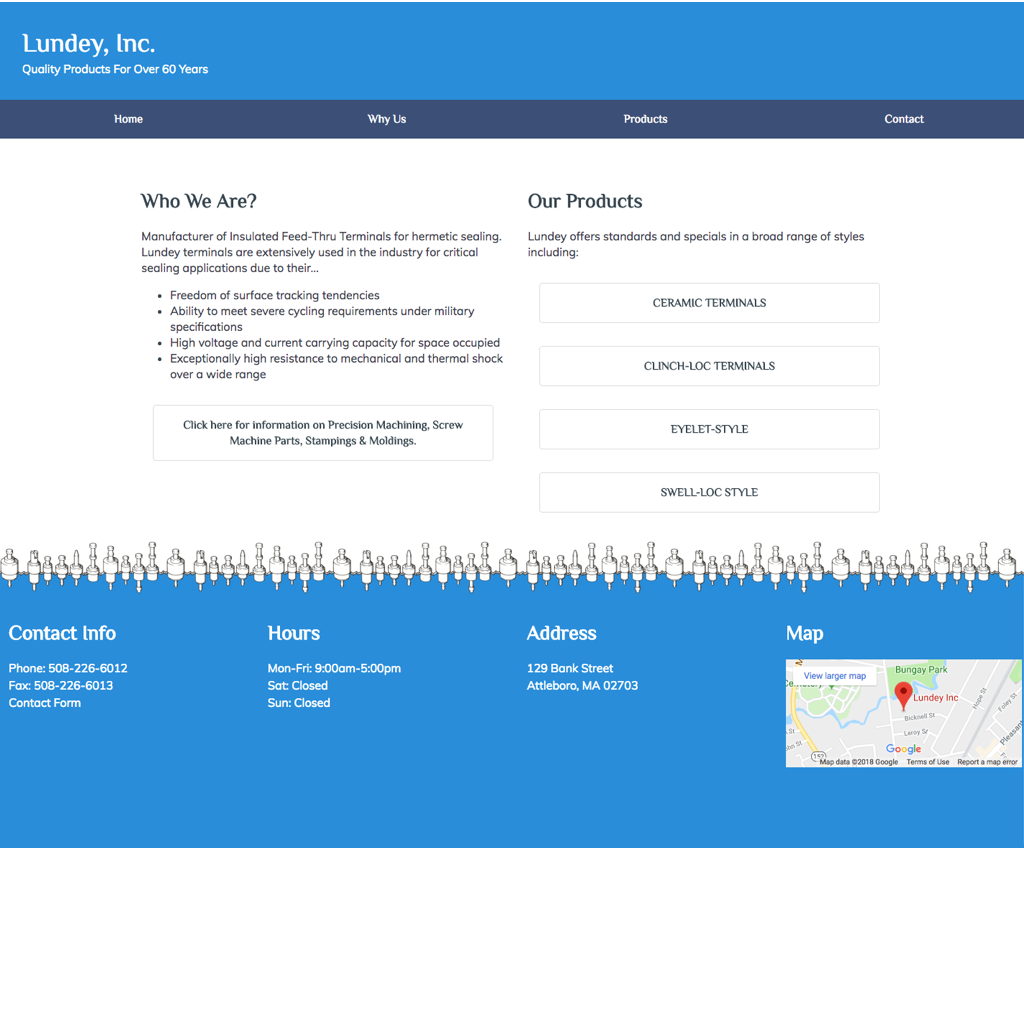 Lundey, Inc.
Quality Products For Over 60 Years
Home
Why Us
Products
Contact
Who We Are?
Manufacturer of Insulated Feed-Thru Terminals for hermetic sealing.
Lundey terminals are extensively used in the industry for critical
sealing applications due to their...
• Freedom of surface tracking tendencies
• Ability to meet severe cycling requirements under military
specifications
• High voltage and current carrying capacity for space occupied
• Exceptionally high resistance to mechanical and thermal shock
over a wide range
Click here for information on Precision Machining, Screw
Machine Parts, Stampings & Moldings.
Our Products
Lundey offers standards and specials in a broad range of styles
including:
CERAMIC TERMINALS
CLINCH-LOC TERMINALS
EYELET-STYLE
SWELL-LOC STYLE
Contact Info
Phone: 508-226-6012
Fax: 508-226-6013
Contact Form
Hours
Mon-Fri: 9:00am-5:00pm
Sat: Closed
Sun: Closed
Address
129 Bank Street
Attleboro, MA 02703
Map
View larger map
Bungay Park
Lundey Inc
Hope St
Foley St
Bicknell St
Leroy St
Pleasant
152
Google
Map data ©2018 Google
Terms of Use
Report a map error